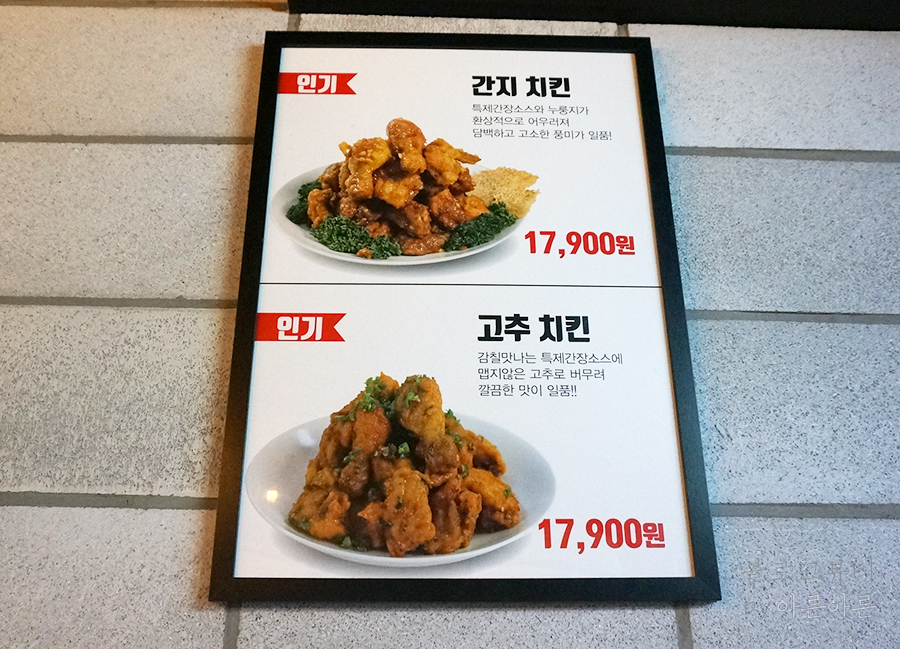 인기
간지 치킨
특제간장소스와 누룽지가
환상적으로 어우러져
담백하고 고소한 풍미가 일품!
17,900원
인기
고추 치킨
감칠맛나는 특제간장소스에
맵지않은 고추로 버무려
깔끔한 맛이 일품!!
17,900원